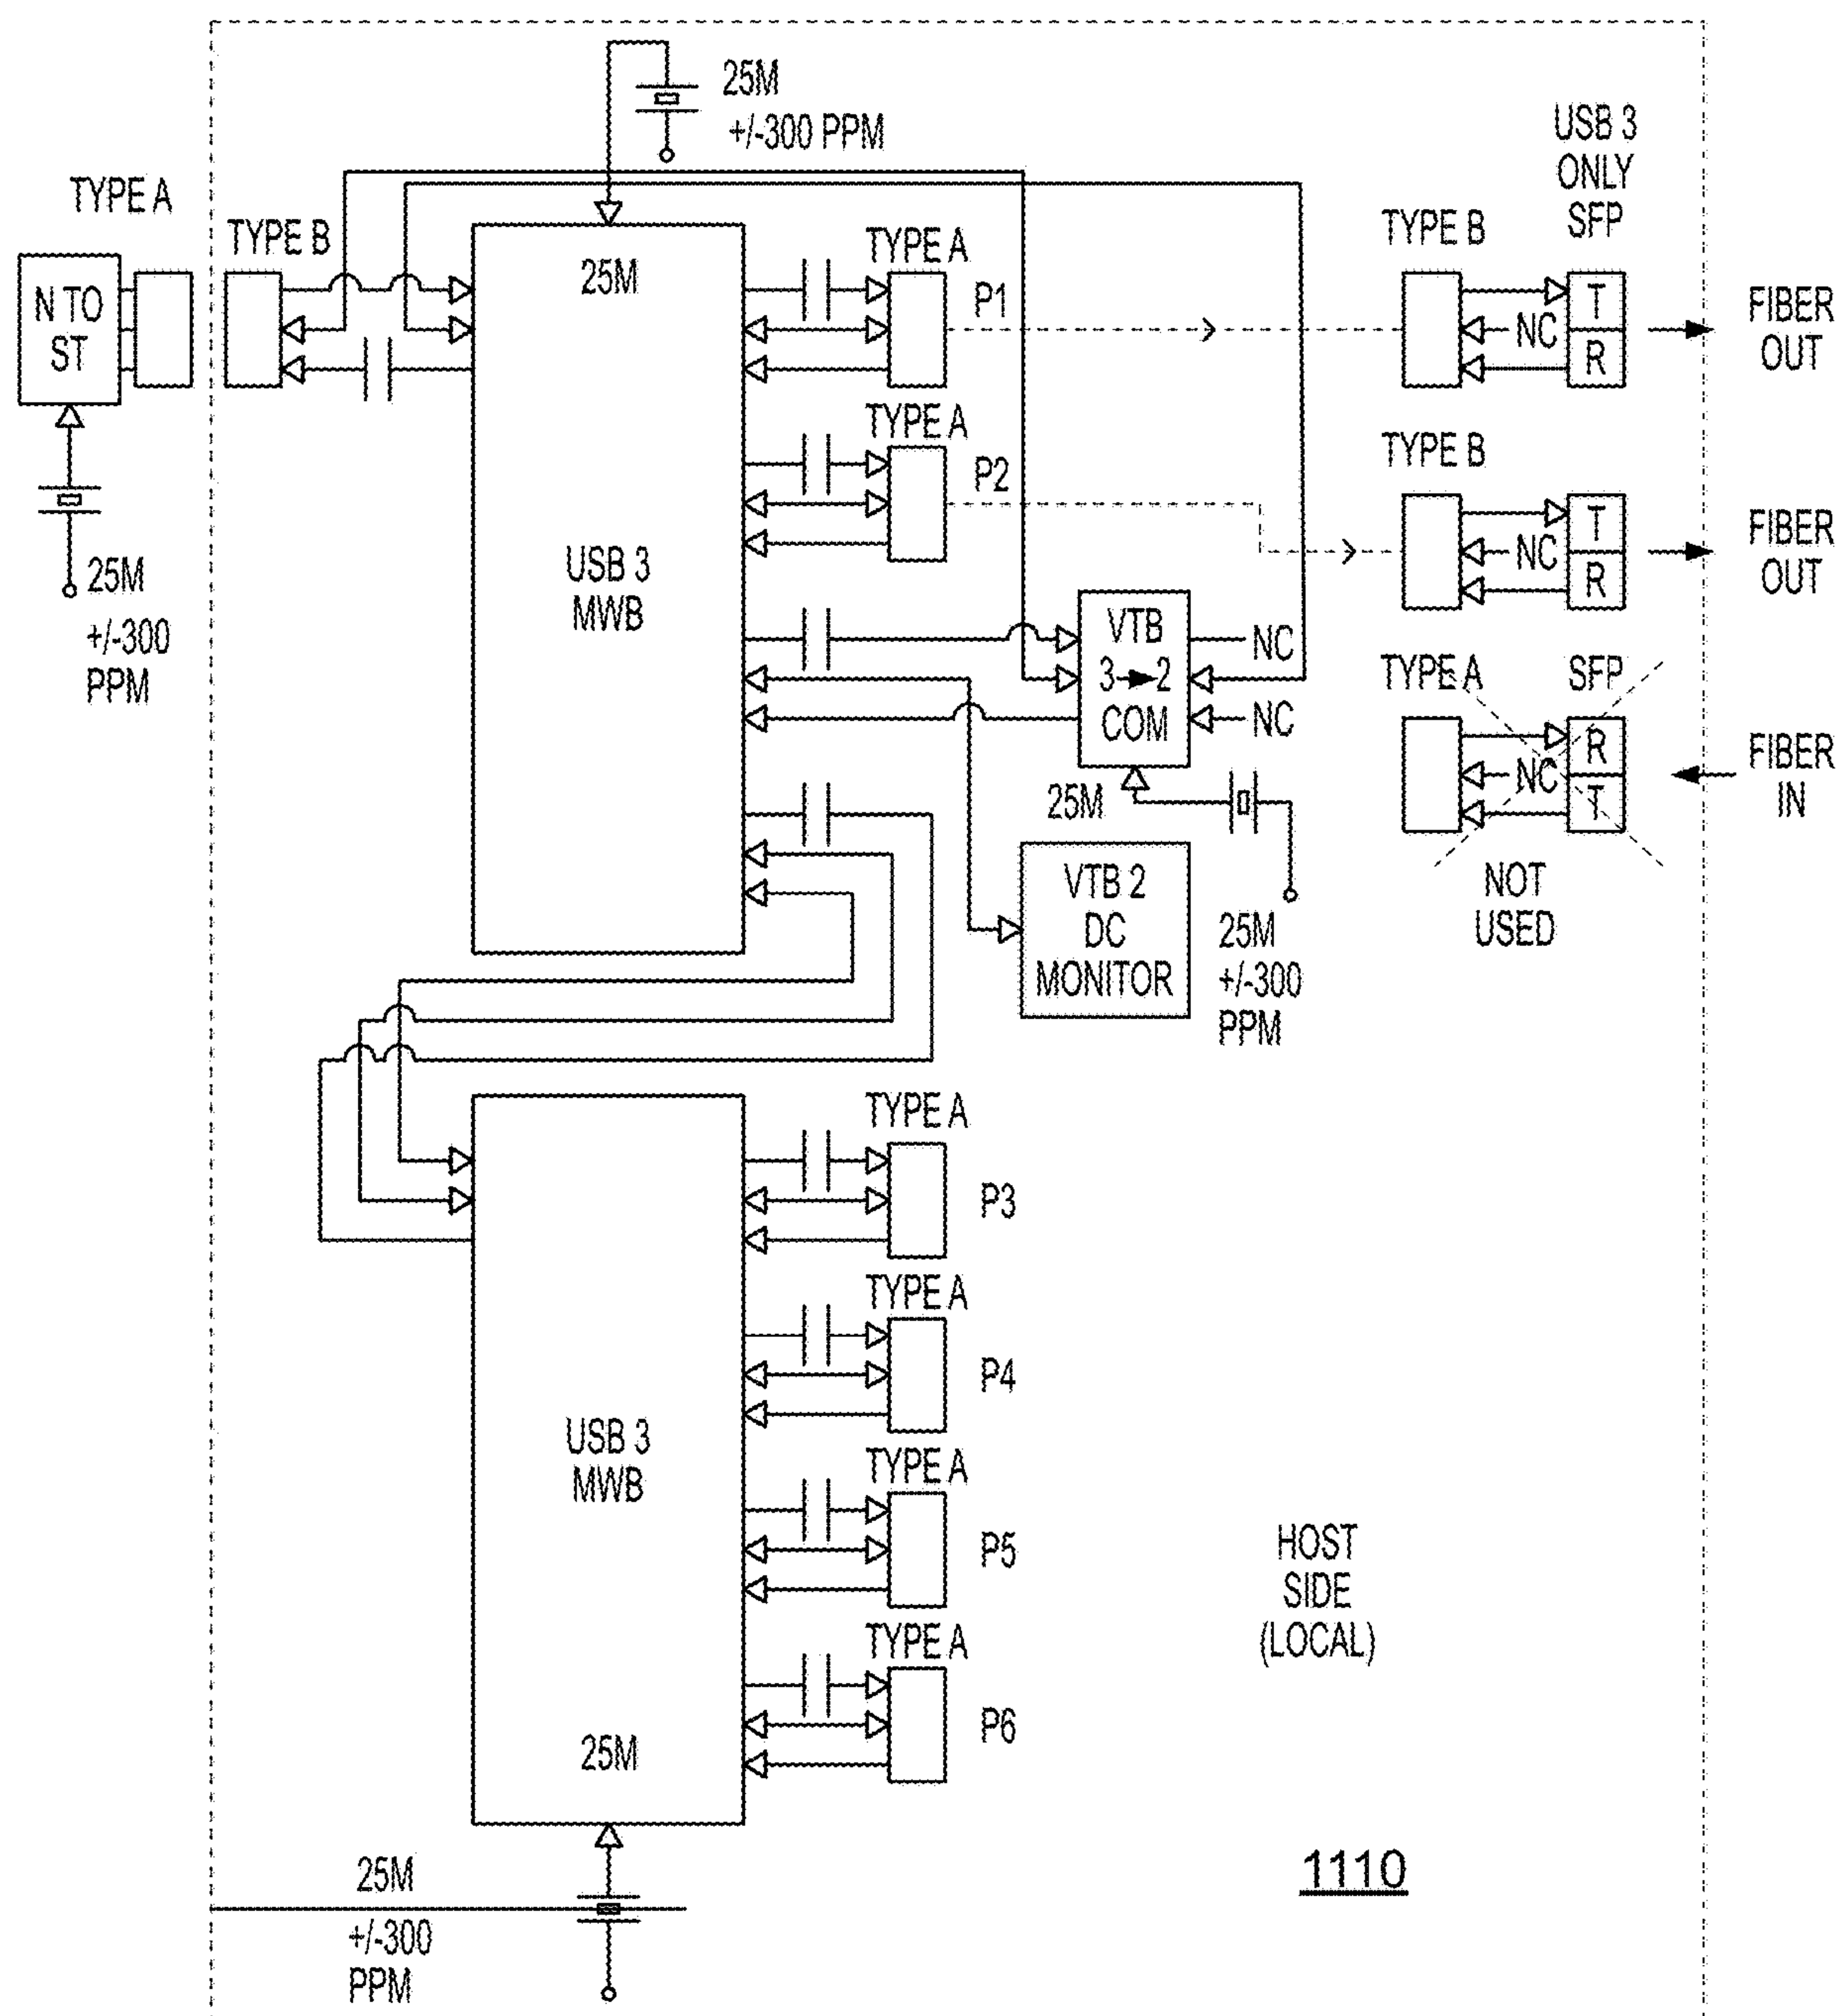 25M
+/-300 PPM
TYPE A
TYPE B
N TO
ST
25M
+/-300
PPM
25M
USB 3
MWB
TYPE A
P1
TYPE A
P2
VTB
3 2
COM
NC
NC
25M
25M
+/-300
PPM
VTB 2
DC
MONITOR
USB 3
ONLY
SFP
TYPE B
T
NC
R
FIBER
OUT
TYPE B
T
NC
R
FIBER
OUT
TYPE A
SFP
R
NC
T
FIBER
IN
NOT
USED
USB 3
MWB
25M
TYPE A
P3
TYPE A
P4
TYPE A
P5
TYPE A
P6
HOST
SIDE
(LOCAL)
25M
+/-300
PPM
1110